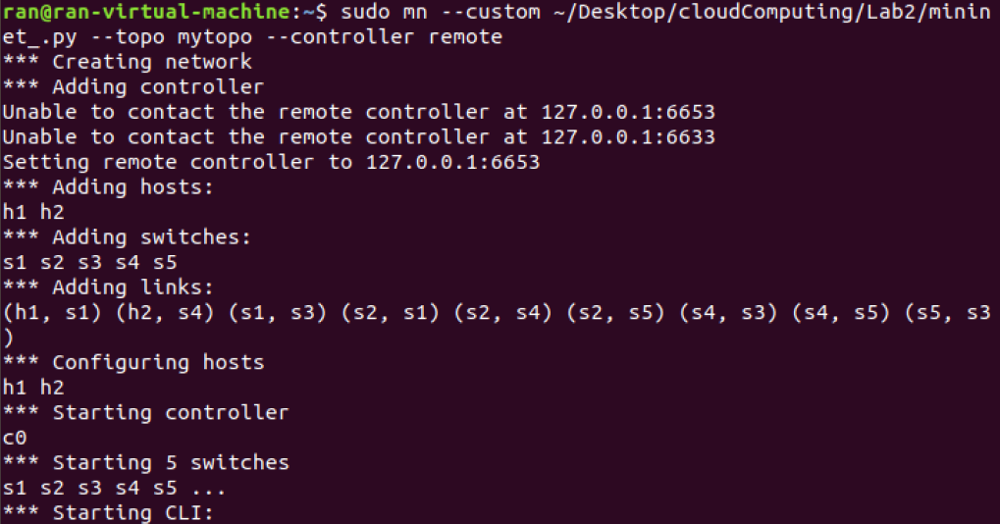 ran@ran-virtual-machine:~$ sudo mn --custom ~/Desktop/cloudComputing/Lab2/minin
et_.py --topo mytopo --controller remote
*** Creating network
*** Adding controller
Unable to contact the remote controller at 127.0.0.1:6653
Unable to contact the remote controller at 127.0.0.1:6633
Setting remote controller to 127.0.0.1:6653
*** Adding hosts:
h1 h2
*** Adding switches:
s1 s2 s3 s4 s5
*** Adding links:
(h1, s1) (h2, s4) (s1, s3) (s2, s1) (s2, s4) (s2, s5) (s4, s3) (s4, s5) (s5, s3
)
*** Configuring hosts
h1 h2
*** Starting controller
c0
*** Starting 5 switches
s1 s2 s3 s4 s5 ...
*** Starting CLI: